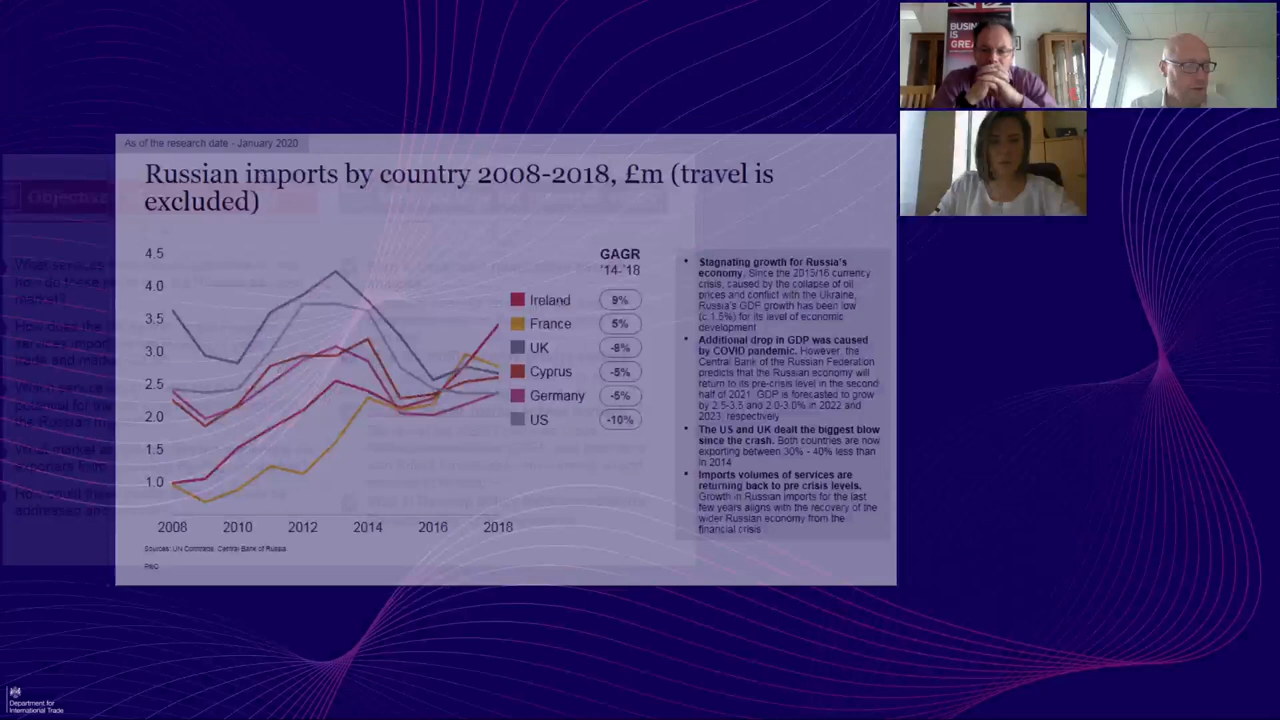 BUSIN
IS
GREA
As of the research date - January 2020
Russian imports by country 2008-2018, £m (travel is
excluded)
Objective
4.5
4.0
3.5
3.0
2.5
2.0
1.5
1.0
2008
2010
2012
2014
2016
2018
GAGR
'14-'18
Ireland 9%
France 5%
UK -8%
Cyprus -5%
Germany -5%
US -10%
• Stagnating growth for Russia's
economy. Since the 2015/16 currency
crisis, caused by the collapse of oil
prices and conflict with the Ukraine,
Russia's GDP growth has been low
(c.1.5%) for its level of economic
development
• Additional drop in GDP was caused
by COVID pandemic. However, the
Central Bank of the Russian Federation
predicts that the Russian economy will
return to its pre-crisis level in the second
half of 2021. GDP is forecasted to grow
by 2.5-3.5 and 2.0-3.0% in 2022 and
2023, respectively
• The US and UK dealt the biggest blow
since the crash. Both countries are now
exporting between 30% - 40% less than
in 2014
• Imports volumes of services are
returning back to pre crisis levels.
Growth in Russian imports for the last
few years aligns with the recovery of the
wider Russian economy from the
financial crisis
Sources: UN Comtrade, Central Bank of Russia
Department for
International Trade